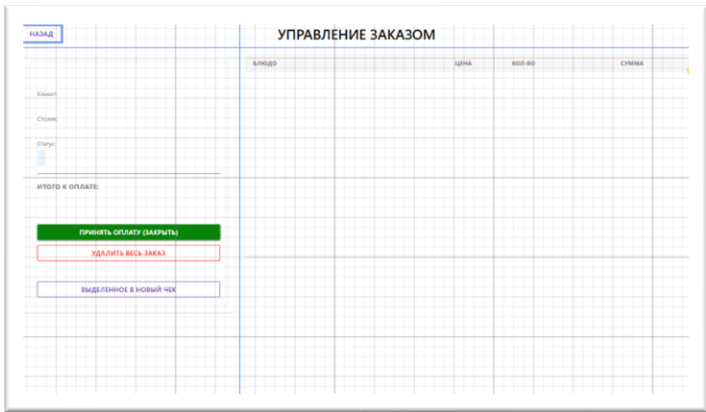 НАЗАД
УПРАВЛЕНИЕ ЗАКАЗОМ
БЛЮДО ЦЕНА КОЛ-ВО СУММА
Клиент
Столик
Статус:
ИТОГО К ОПЛАТЕ:
ПРИНЯТЬ ОПЛАТУ (ЗАКРЫТЬ)
УДАЛИТЬ ВЕСЬ ЗАКАЗ
ВЫДЕЛЕННОЕ В НОВЫЙ ЧЕК